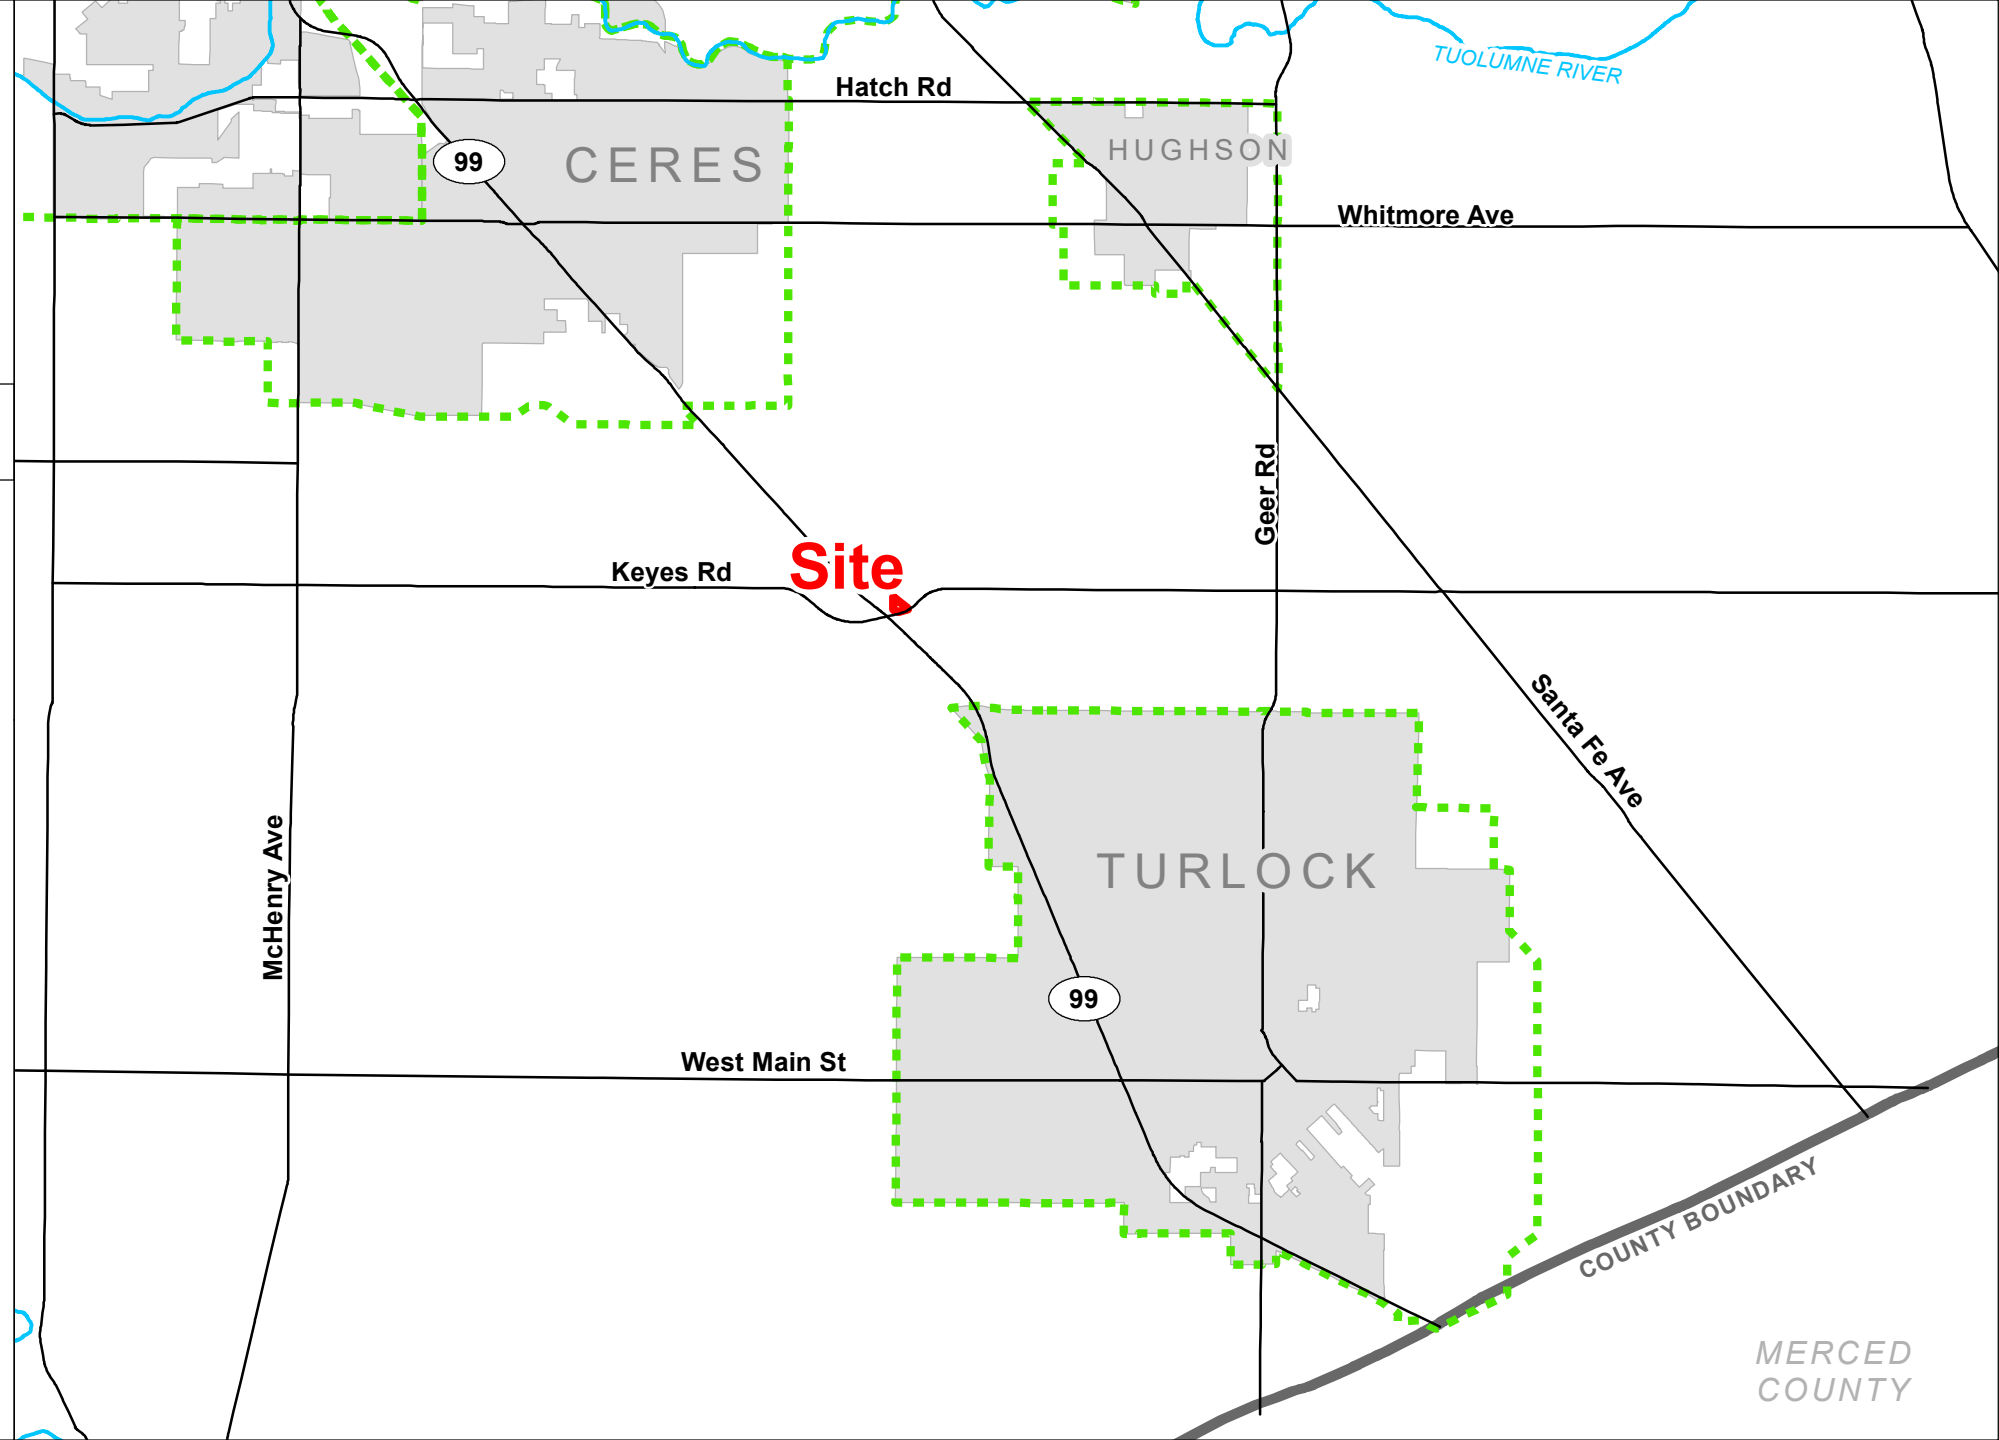 TUOLUMNE RIVER
Hatch Rd
HUGHSON
99
CERES
Whitmore Ave
Geer Rd
Site
Keyes Rd
Santa Fe Ave
McHenry Ave
TURLOCK
99
West Main St
COUNTY BOUNDARY
MERCED
COUNTY